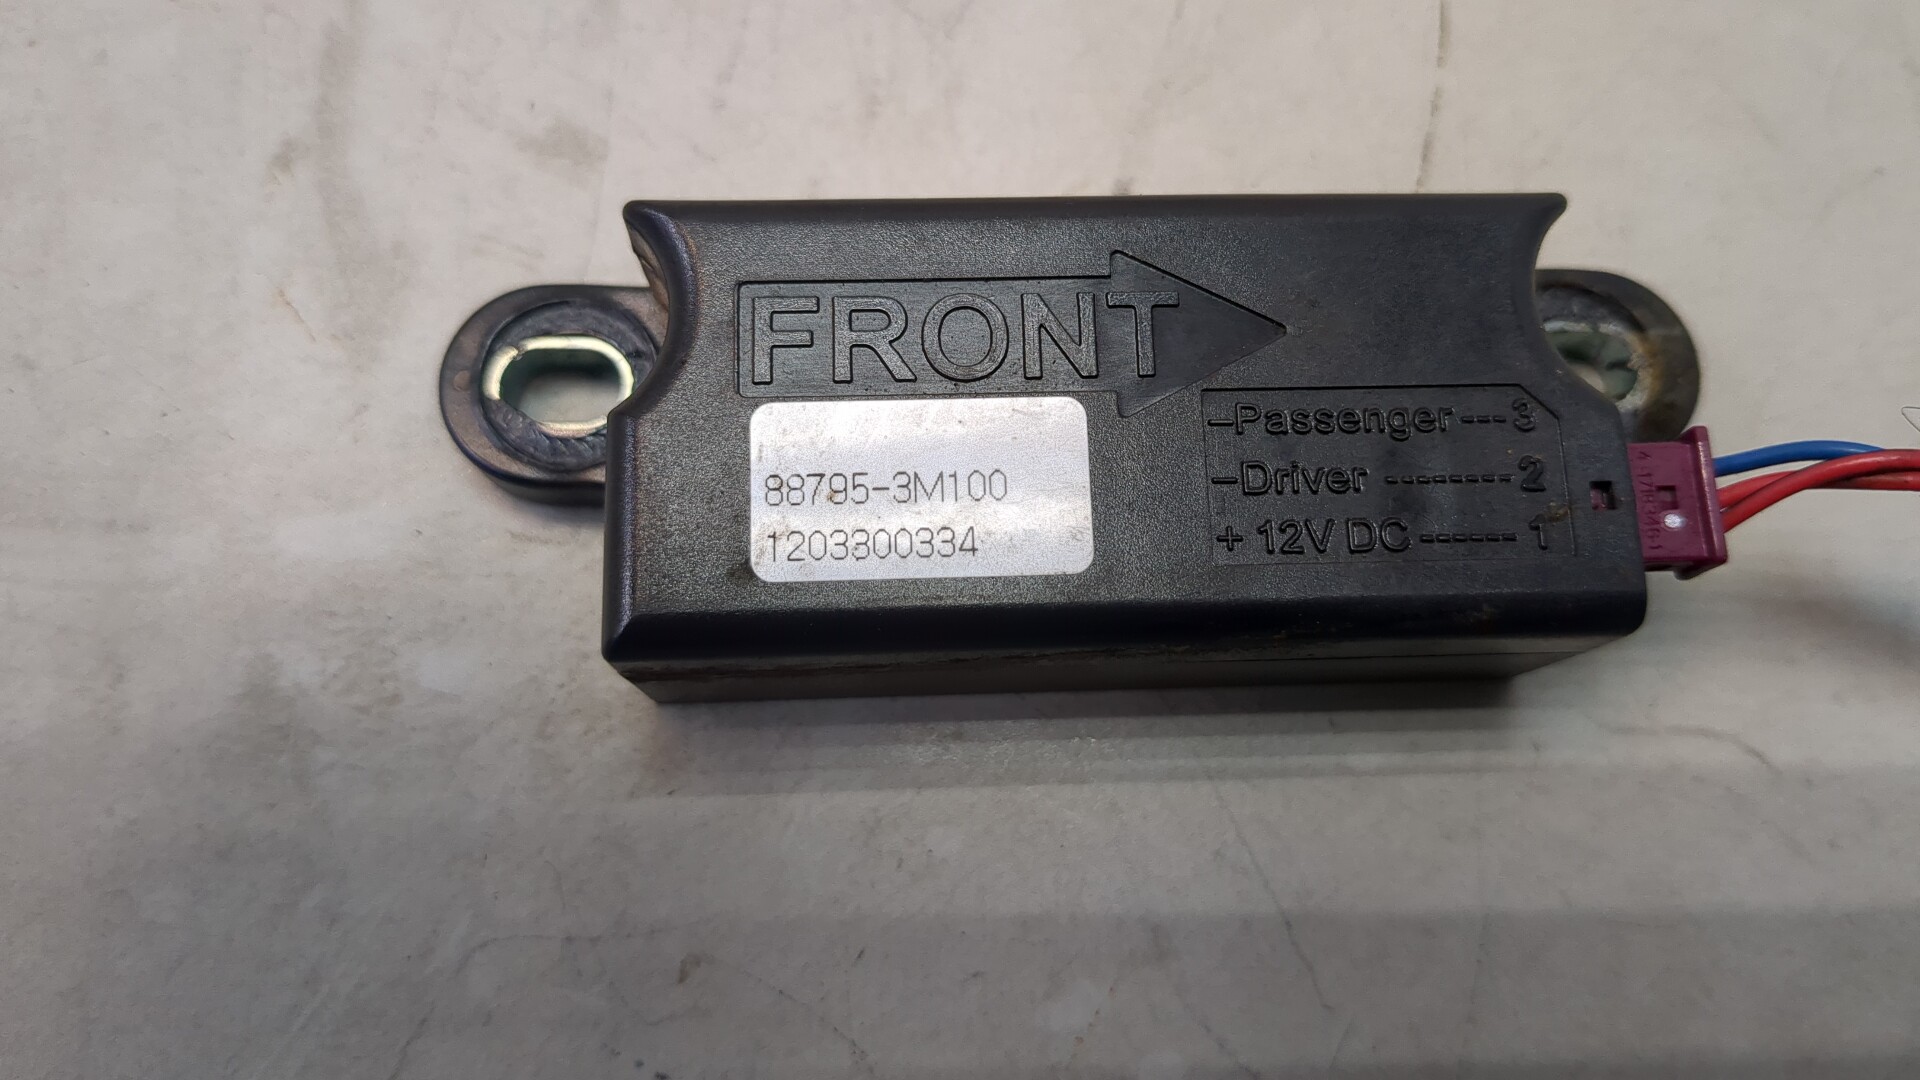 FRONT
88795-3M100
1203300334
-Passenger---3
-Driver --------2
+ 12V DC ------ 1